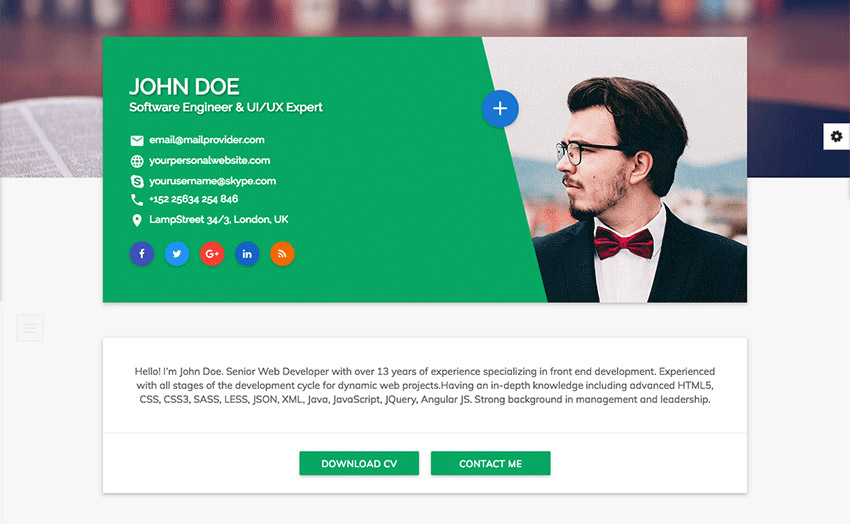 JOHN DOE
Software Engineer & UI/UX Expert
email@mailprovider.com
yourpersonalwebsite.com
yourusername@skype.com
+152 25634 254 846
LampStreet 34/3, London, UK
f
G+
in
Hello! I'm John Doe. Senior Web Developer with over 13 years of experience specializing in front end development. Experienced
with all stages of the development cycle for dynamic web projects.Having an in-depth knowledge including advanced HTML5,
CSS, CSS3, SASS, LESS, JSON, XML, Java, JavaScript, JQuery, Angular JS. Strong background in management and leadership.
DOWNLOAD CV
CONTACT ME